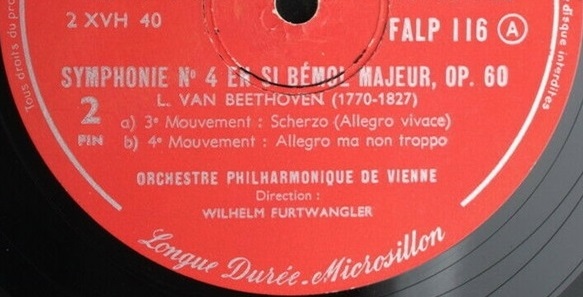 2 XVH 40
FALP 116 A
SYMPHONIE Nº 4 EN SI BÉMOL MAJEUR, OP. 60
L. VAN BEETHOVEN (1770-1827)
2
FIN
a) 3e Mouvement : Scherzo (Allegro vivace)
b) 4e Mouvement : Allegro ma non troppo
ORCHESTRE PHILHARMONIQUE DE VIENNE
Direction :
WILHELM FURTWANGLER
Longue Durée-Microsillon
Tous droits du
disque interdites